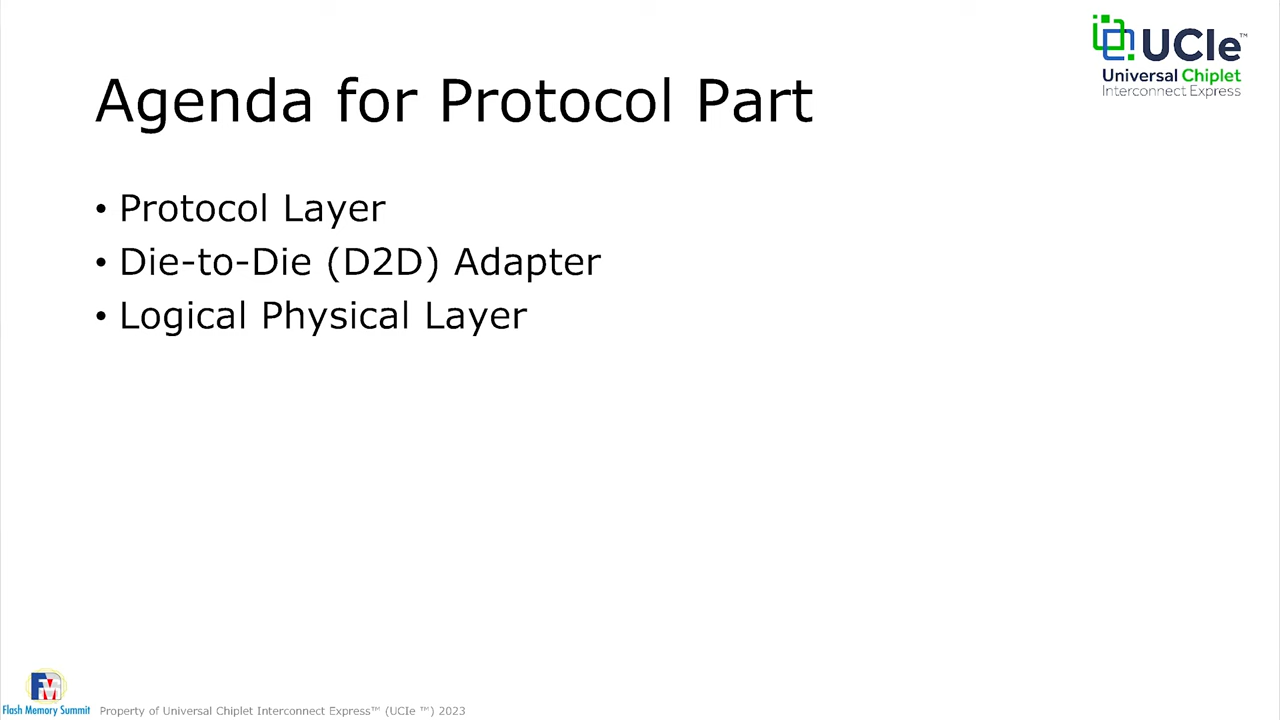 UCIe™
Universal Chiplet
Interconnect Express
Agenda for Protocol Part
• Protocol Layer
• Die-to-Die (D2D) Adapter
• Logical Physical Layer
FM
Flash Memory Summit
Property of Universal Chiplet Interconnect Express™ (UCIe ™) 2023